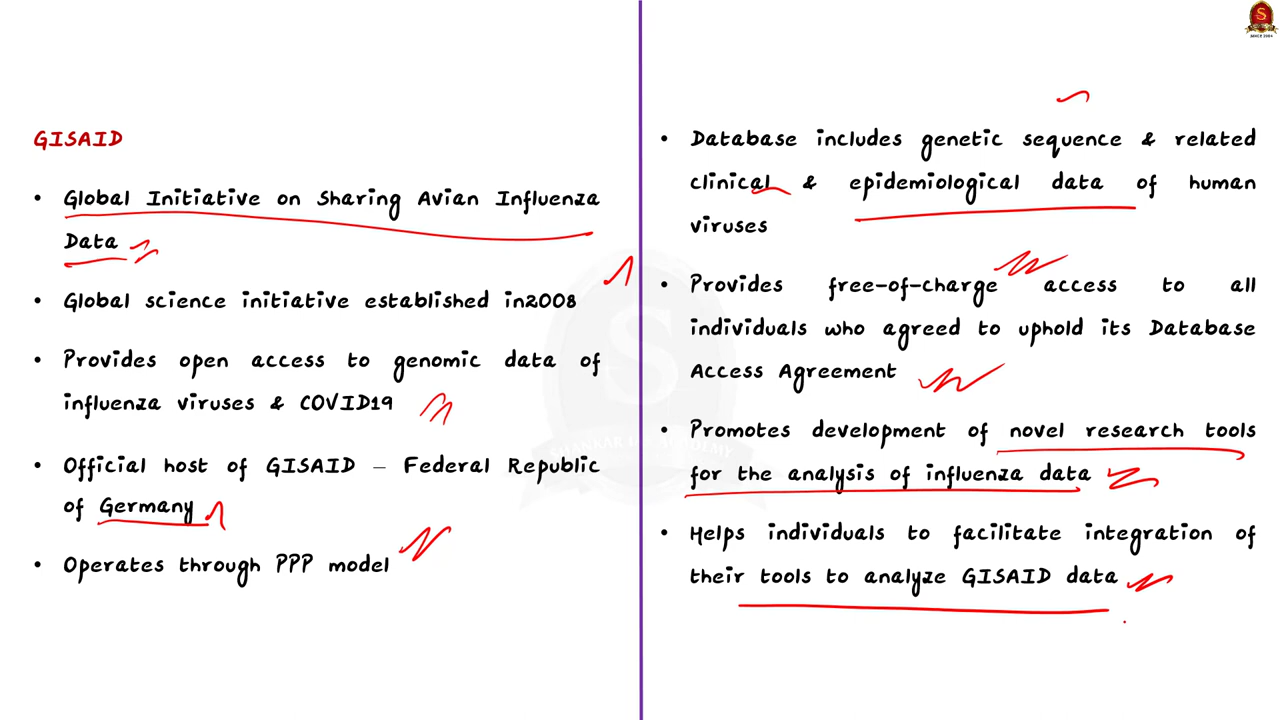 GISAID
• Global Initiative on Sharing Avian Influenza
Data
• Global science initiative established in2008
• Provides open access to genomic data of
influenza viruses & COVID19
• Official host of GISAID – Federal Republic
of Germany
• Operates through PPP model
• Database includes genetic sequence & related
clinical & epidemiological data of human
viruses
• Provides free-of-charge access to all
individuals who agreed to uphold its Database
Access Agreement
• Promotes development of novel research tools
for the analysis of influenza data
• Helps individuals to facilitate integration of
their tools to analyze GISAID data
S
SINCE 2004